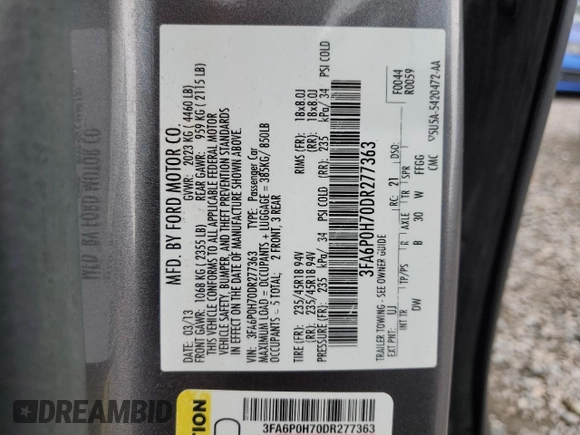 MFD. BY FORD MOTOR CO.
DATE: 03/13 GVWR: 2023 KG ( 4460 LB)
FRONT GAWR: 1068 KG ( 2355 LB) REAR GAWR: 959 KG ( 2115 LB)
THIS VEHICLE CONFORMS TO ALL APPLICABLE FEDERAL MOTOR
VEHICLE SAFETY, BUMPER, AND THEFT PREVENTION STANDARDS
IN EFFECT ON THE DATE OF MANUFACTURE SHOWN ABOVE.
VIN: 3FA6P0H70DR277363 TYPE: Passenger Car
MAXIMUM LOAD = OCCUPANTS + LUGGAGE = 385KG/ 850LB
OCCUPANTS = 5 TOTAL: 2 FRONT, 3 REAR
TIRE (FR): 235/45R18 94V RIMS (FR): 18x8.0J
(RR): 235/45R18 94V (RR): 18x8.0J
PRESSURE (FR): 235 kPa/ 34 PSI COLD (RR): 235 kPa/ 34 PSI COLD
3FA6P0H70DR277363
F0044
R0059
TRAILER TOWING - SEE OWNER GUIDE
EXT PNT: UJ RC: 21 DSO:
INT TR TP/PS R AXLE TR SPR
DW B 30 W FFGG
CMC 5U5A-5420472-AA
3FA6P0H70DR277363
TION
DREAMBID